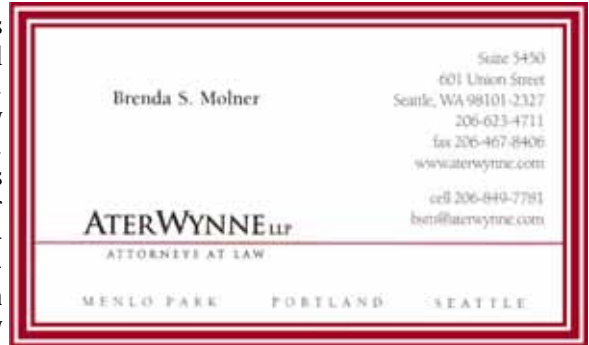 Suite 5450
601 Union Street
Seattle, WA 98101-2327
206-623-4711
fax 206-467-8406
www.aterwynne.com
cell 206-849-7781
bsm@aterwynne.com
Brenda S. Molner
ATERWYNNE LLP
ATTORNEYS AT LAW
MENLO PARK PORTLAND SEATTLE